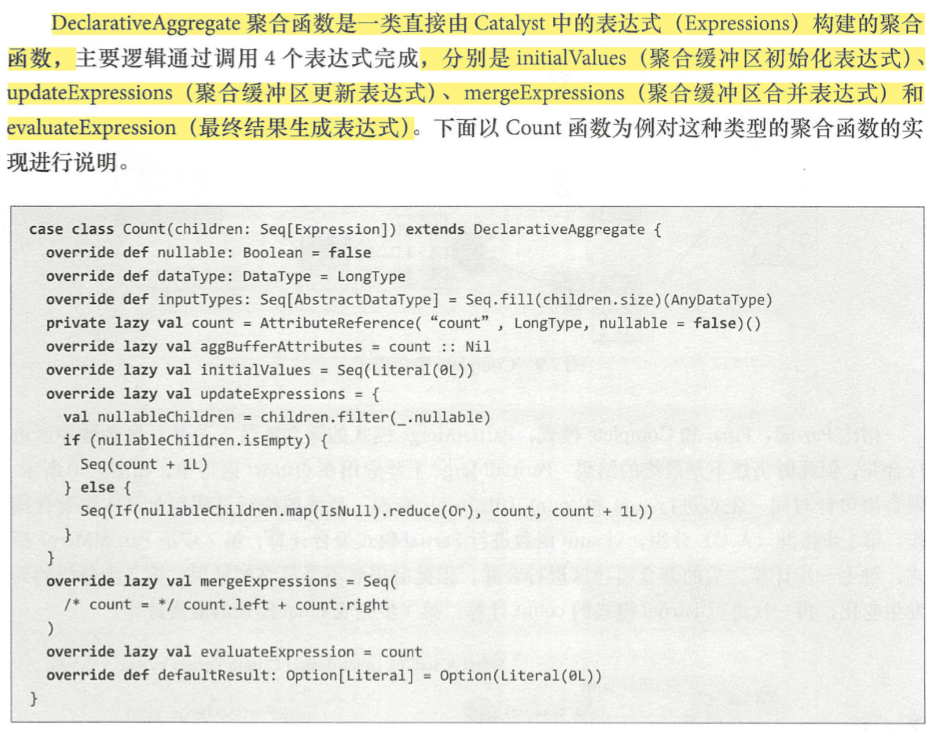 DeclarativeAggregate 聚合函数是一类直接由 Catalyst 中的表达式（Expressions）构建的聚合
函数，主要逻辑通过调用 4 个表达式完成，分别是 initialValues（聚合缓冲区初始化表达式）、
updateExpressions（聚合缓冲区更新表达式）、mergeExpressions（聚合缓冲区合并表达式）和
evaluateExpression（最终结果生成表达式）。下面以 Count 函数为例对这种类型的聚合函数的实
现进行说明。
case class Count(children: Seq[Expression]) extends DeclarativeAggregate {
  override def nullable: Boolean = false
  override def dataType: DataType = LongType
  override def inputTypes: Seq[AbstractDataType] = Seq.fill(children.size)(AnyDataType)
  private lazy val count = AttributeReference( “count” , LongType, nullable = false)()
  override lazy val aggBufferAttributes = count :: Nil
  override lazy val initialValues = Seq(Literal(0L))
  override lazy val updateExpressions = {
    val nullableChildren = children.filter(_.nullable)
    if (nullableChildren.isEmpty) {
      Seq(count + 1L)
    } else {
      Seq(If(nullableChildren.map(IsNull).reduce(Or), count, count + 1L))
    }
  }
  override lazy val mergeExpressions = Seq(
    /* count = */ count.left + count.right
  )
  override lazy val evaluateExpression = count
  override def defaultResult: Option[Literal] = Option(Literal(0L))
}